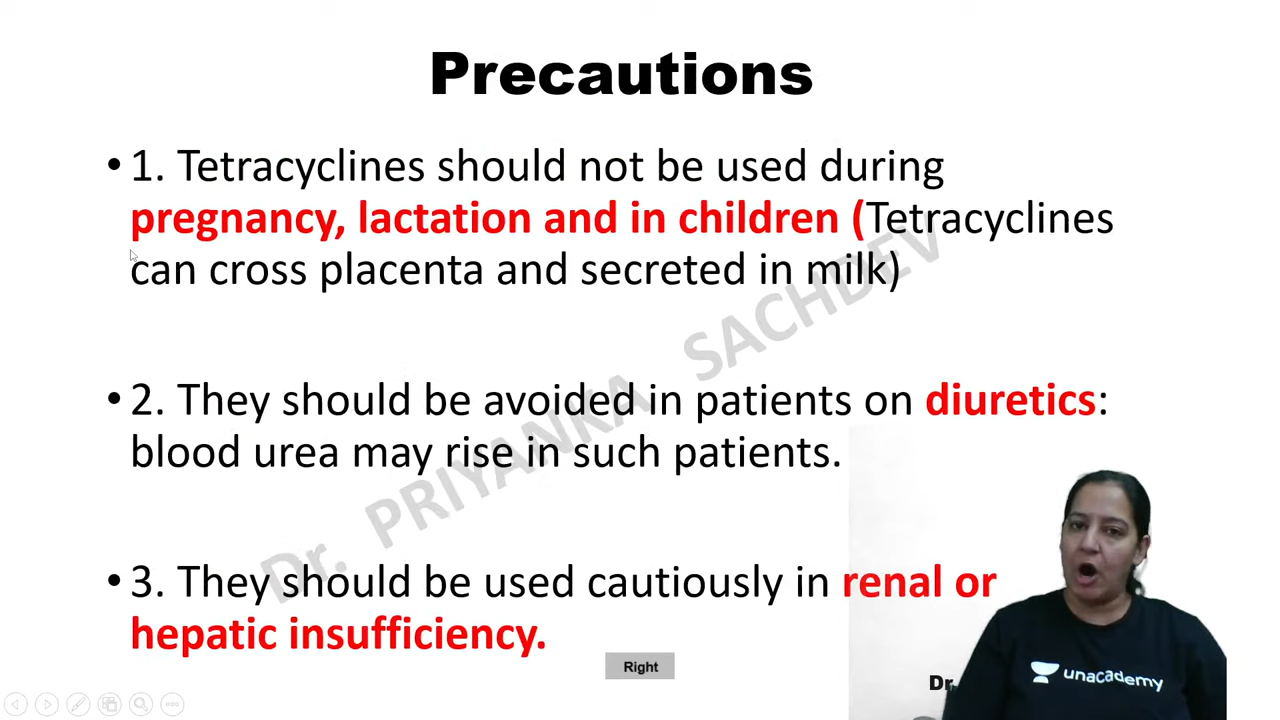 Precautions
• 1. Tetracyclines should not be used during
pregnancy, lactation and in children (Tetracyclines
can cross placenta and secreted in milk)
• 2. They should be avoided in patients on diuretics:
blood urea may rise in such patients.
• 3. They should be used cautiously in renal or
hepatic insufficiency.
Dr. PRIYANKA SACHDEV
Right
Dr.
unacademy